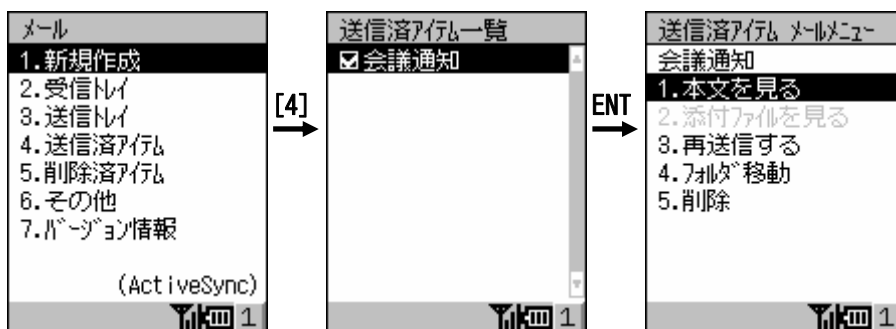 ﾒｰﾙ
1.新規作成
2.受信ﾄﾚｲ
3.送信ﾄﾚｲ
4.送信済ｱｲﾃﾑ
5.削除済ｱｲﾃﾑ
6.その他
7.ﾊﾞｰｼﾞｮﾝ情報
(ActiveSync)
1
[4]
送信済ｱｲﾃﾑ一覧
会議通知
1
ENT
送信済ｱｲﾃﾑ ﾒｰﾙﾒﾆｭｰ
会議通知
1.本文を見る
2.添付ﾌｧｲﾙを見る
3.再送信する
4.ﾌｫﾙﾀﾞ移動
5.削除
1